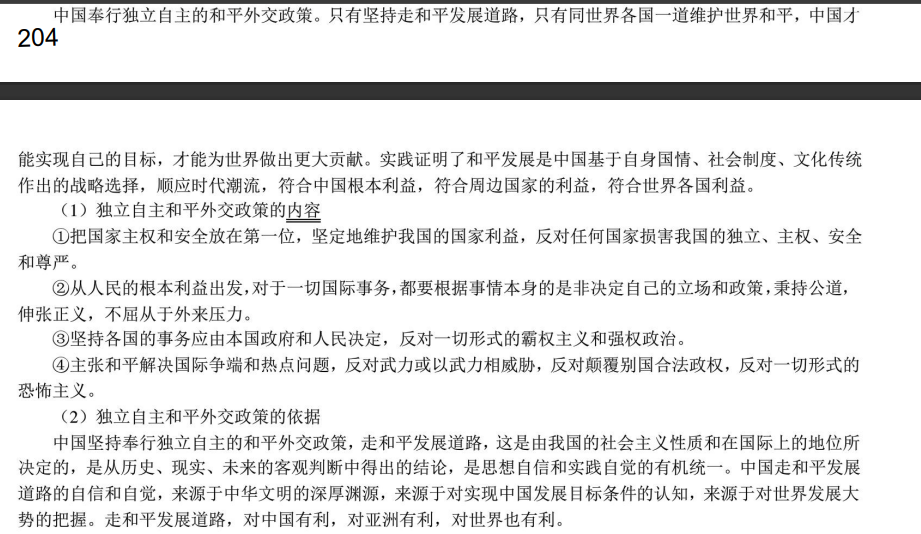 中国奉行独立自主的和平外交政策。只有坚持走和平发展道路，只有同世界各国一道维护世界和平，中国才
204
能实现自己的目标，才能为世界做出更大贡献。实践证明了和平发展是中国基于自身国情、社会制度、文化传统
作出的战略选择，顺应时代潮流，符合中国根本利益，符合周边国家的利益，符合世界各国利益。
（1）独立自主和平外交政策的内容
①把国家主权和安全放在第一位，坚定地维护我国的国家利益，反对任何国家损害我国的独立、主权、安全
和尊严。
②从人民的根本利益出发，对于一切国际事务，都要根据事情本身的是非决定自己的立场和政策，秉持公道，
伸张正义，不屈从于外来压力。
③坚持各国的事务应由本国政府和人民决定，反对一切形式的霸权主义和强权政治。
④主张和平解决国际争端和热点问题，反对武力或以武力相威胁，反对颠覆别国合法政权，反对一切形式的
恐怖主义。
（2）独立自主和平外交政策的依据
中国坚持奉行独立自主的和平外交政策，走和平发展道路，这是由我国的社会主义性质和在国际上的地位所
决定的，是从历史、现实、未来的客观判断中得出的结论，是思想自信和实践自觉的有机统一。中国走和平发展
道路的自信和自觉，来源于中华文明的深厚渊源，来源于对实现中国发展目标条件的认知，来源于对世界发展大
势的把握。走和平发展道路，对中国有利，对亚洲有利，对世界也有利。